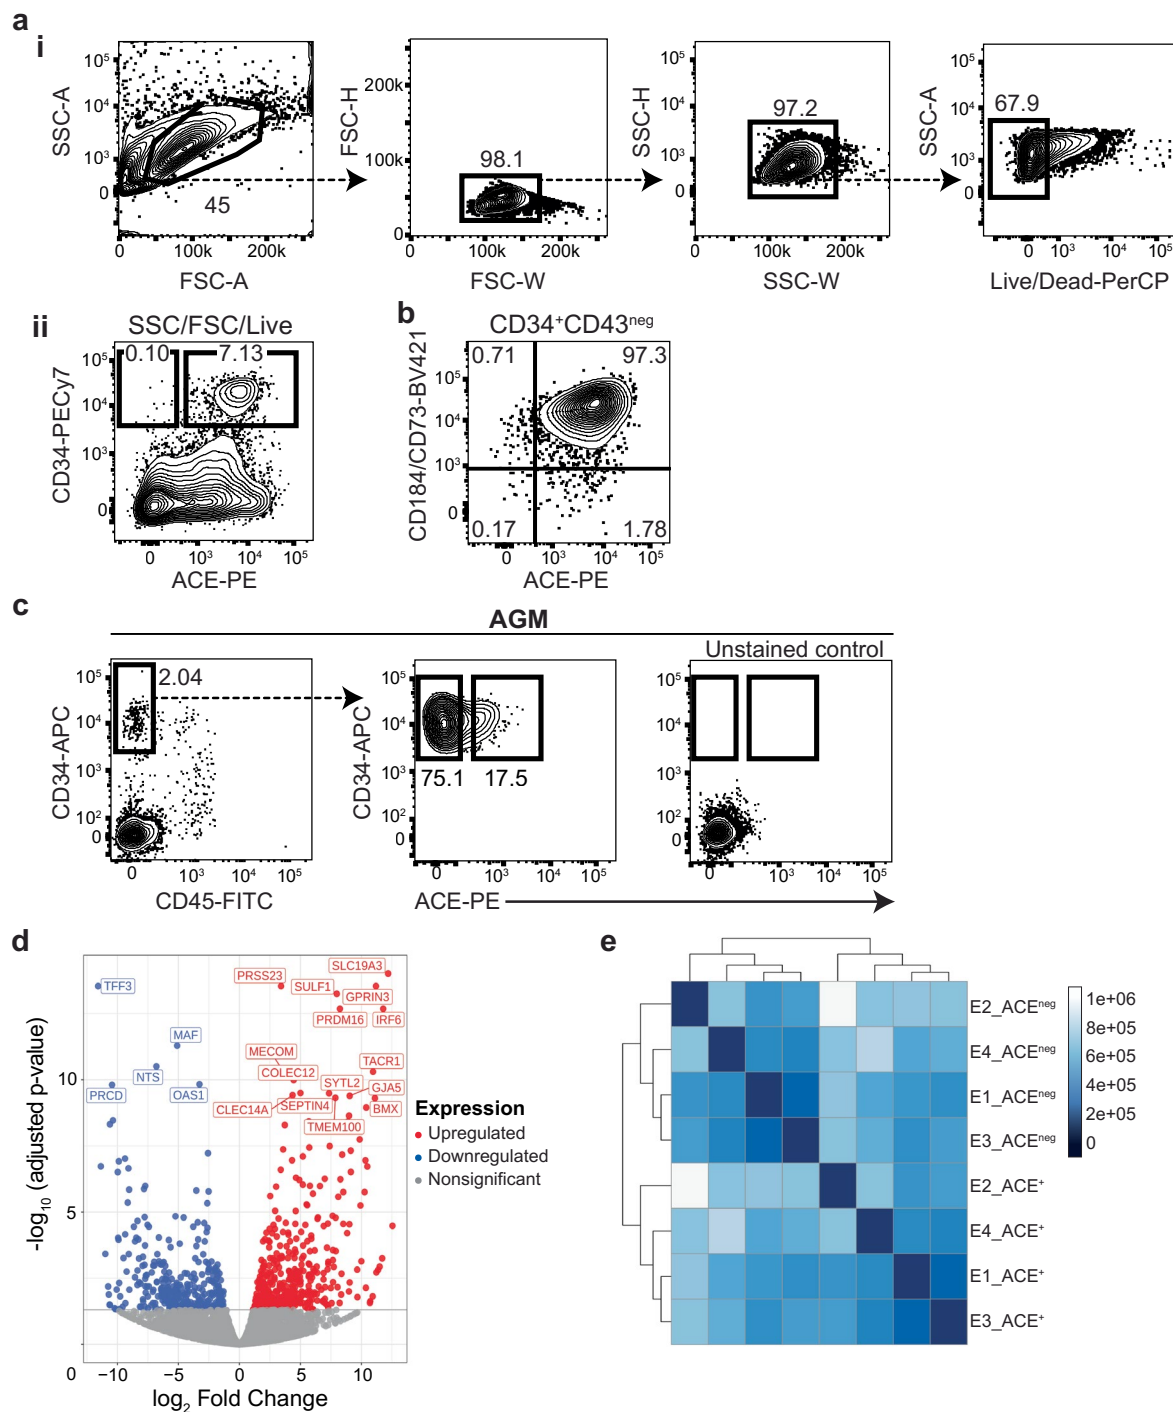 a
i
SSC-A
10⁵
10⁴
10³
0
45
0 100k 200k
FSC-A
FSC-H
200k
100k
0
98.1
0 100k 200k
FSC-W
SSC-H
10⁵
10⁴
10³
0
97.2
0 100k 200k
SSC-W
SSC-A
10⁵
10⁴
10³
0
67.9
0 10³ 10⁴ 10⁵
Live/Dead-PerCP
ii
SSC/FSC/Live
CD34-PECy7
10⁵
10⁴
10³
0
0.10 7.13
0 10³ 10⁴ 10⁵
ACE-PE
b
CD34⁺CD43ⁿᵉᵍ
CD184/CD73-BV421
10⁵
10⁴
10³
0
0.71 97.3
0.17 1.78
0 10³ 10⁴ 10⁵
ACE-PE
c
AGM
CD34-APC
10⁵
10⁴
10³
10²
0
2.04
0 10³ 10⁴ 10⁵
CD45-FITC
CD34-APC
10⁵
10⁴
10³
10²
0
75.1 17.5
0 10³ 10⁴ 10⁵
ACE-PE
Unstained control
10⁵
10⁴
10³
10²
0
0 10³ 10⁴ 10⁵
d
-log₁₀ (adjusted p-value)
10
5
0 −10 −5 0 5 10
log₂ Fold Change
TFF3
MAF
NTS
PRCD
OAS1
SLC19A3
PRSS23
SULF1
GPRIN3
PRDM16
IRF6
MECOM
TACR1
COLEC12
SYTL2
GJA5
CLEC14A
SEPTIN4
BMX
TMEM100
Expression
Upregulated
Downregulated
Nonsignificant
e
E2_ACEⁿᵉᵍ
E4_ACEⁿᵉᵍ
E1_ACEⁿᵉᵍ
E3_ACEⁿᵉᵍ
E2_ACE⁺
E4_ACE⁺
E1_ACE⁺
E3_ACE⁺
1e+06
8e+05
6e+05
4e+05
2e+05
0